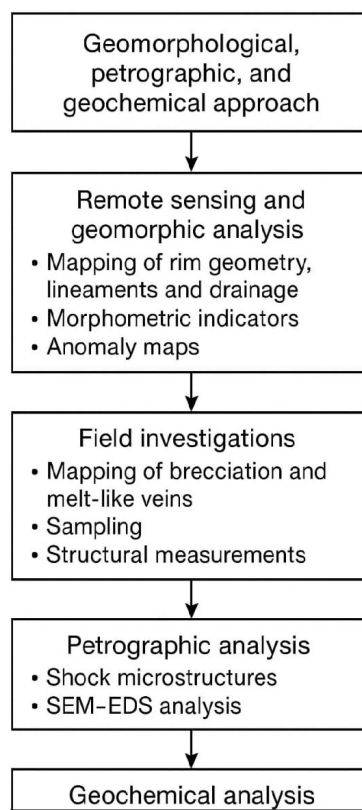 Geomorphological,
petrographic, and
geochemical approach
Remote sensing and
geomorphic analysis
• Mapping of rim geometry,
lineaments and drainage
• Morphometric indicators
• Anomaly maps
Field investigations
• Mapping of brecciation and
melt-like veins
• Sampling
• Structural measurements
Petrographic analysis
• Shock microstructures
• SEM–EDS analysis
Geochemical analysis